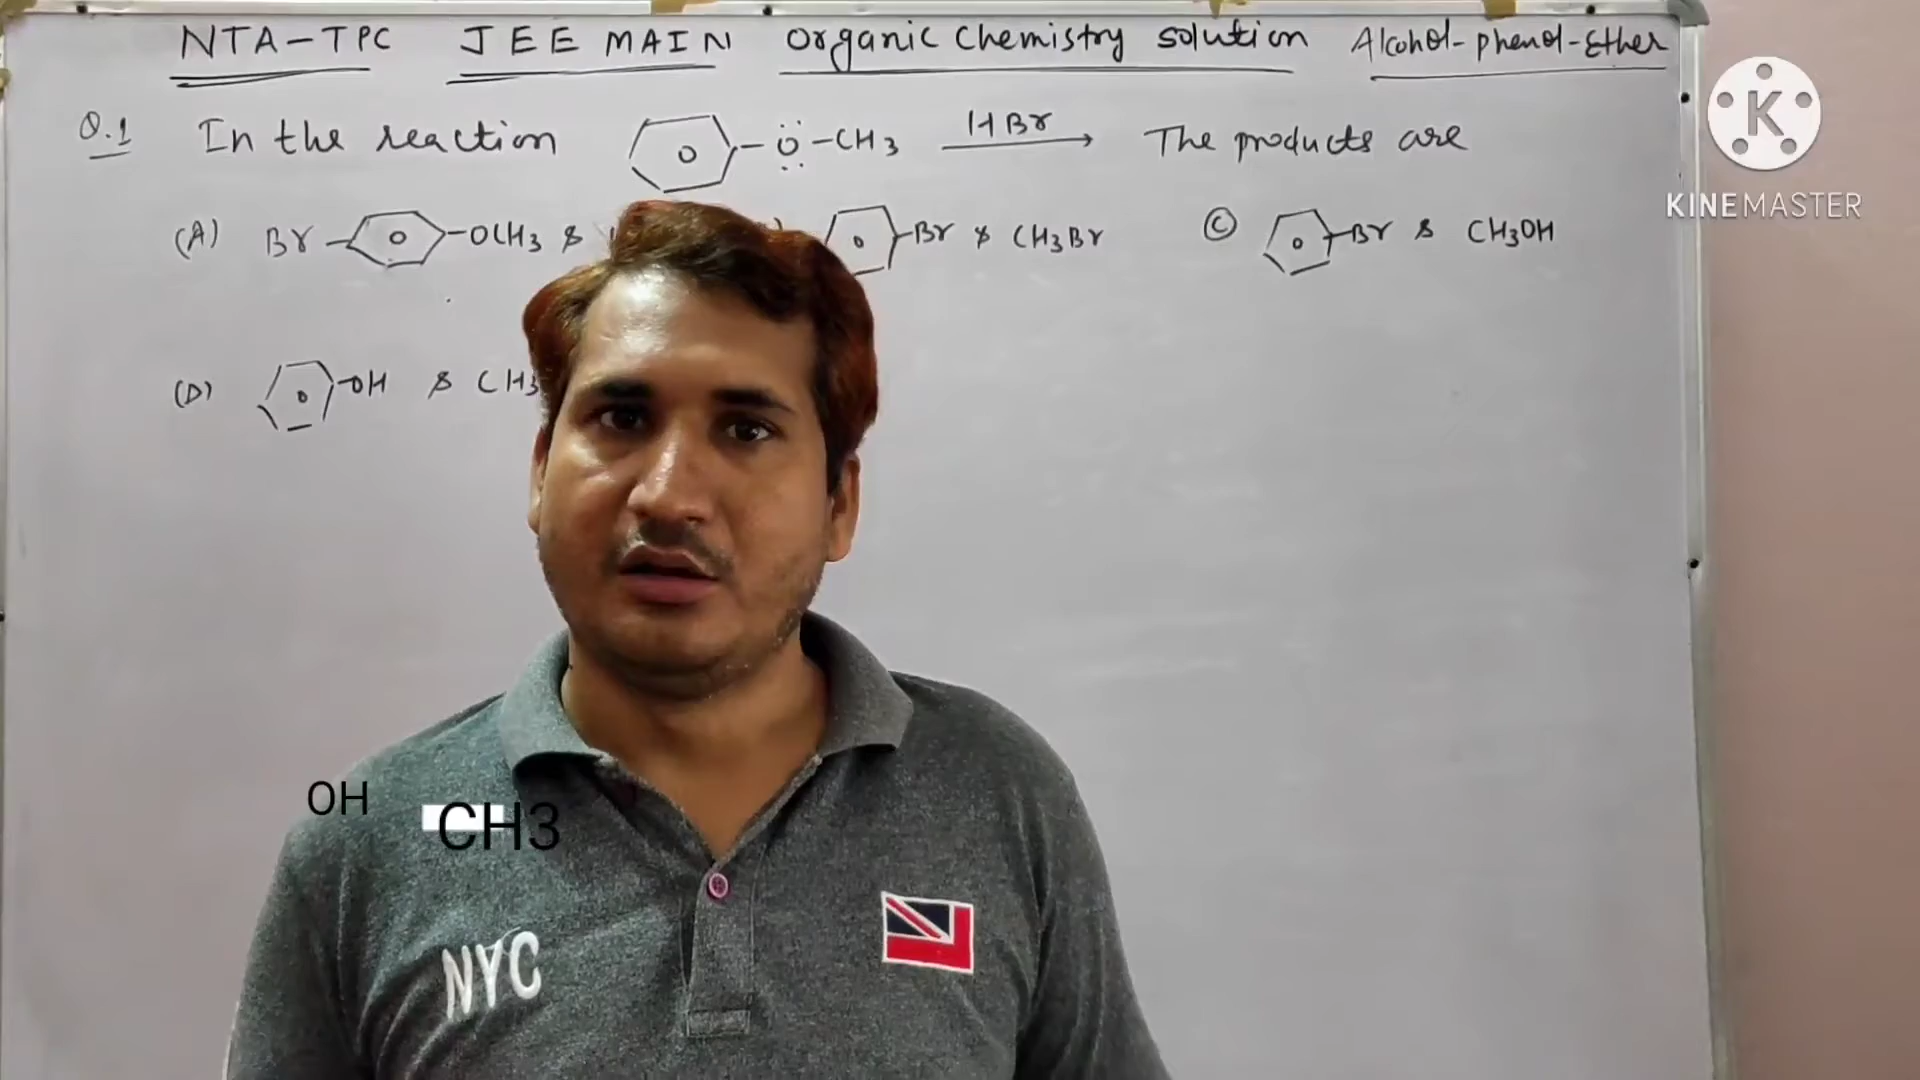 NTA-TPC JEE MAIN Organic Chemistry solution Alcohol-phenol-Ether
Q.1 In the reaction O -O-CH3 HBr The products are
(A) Br O -OCH3 & O -Br & CH3Br (C) O -Br & CH3OH
(D) O -OH & CH3
K
KINEMASTER
OH
CH3
NYC